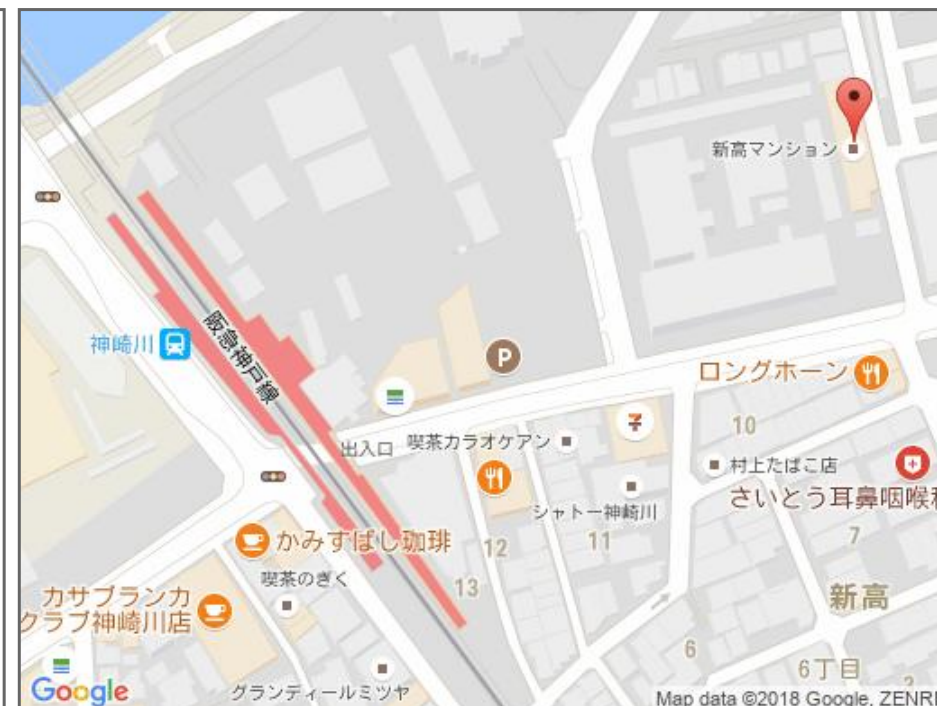 新高マンション
神崎川
阪急神戸線
P
ロングホーン
出入口
喫茶カラオケアン
7
10
村上たばこ店
さいとう耳鼻咽喉科
シャトー神崎川
かみすばし珈琲
12
11
7
喫茶のぎく
13
新高
カサブランカ
クラブ神崎川店
6
6丁目
Google
グランディールミツヤ
Map data ©2018 Google, ZENRI